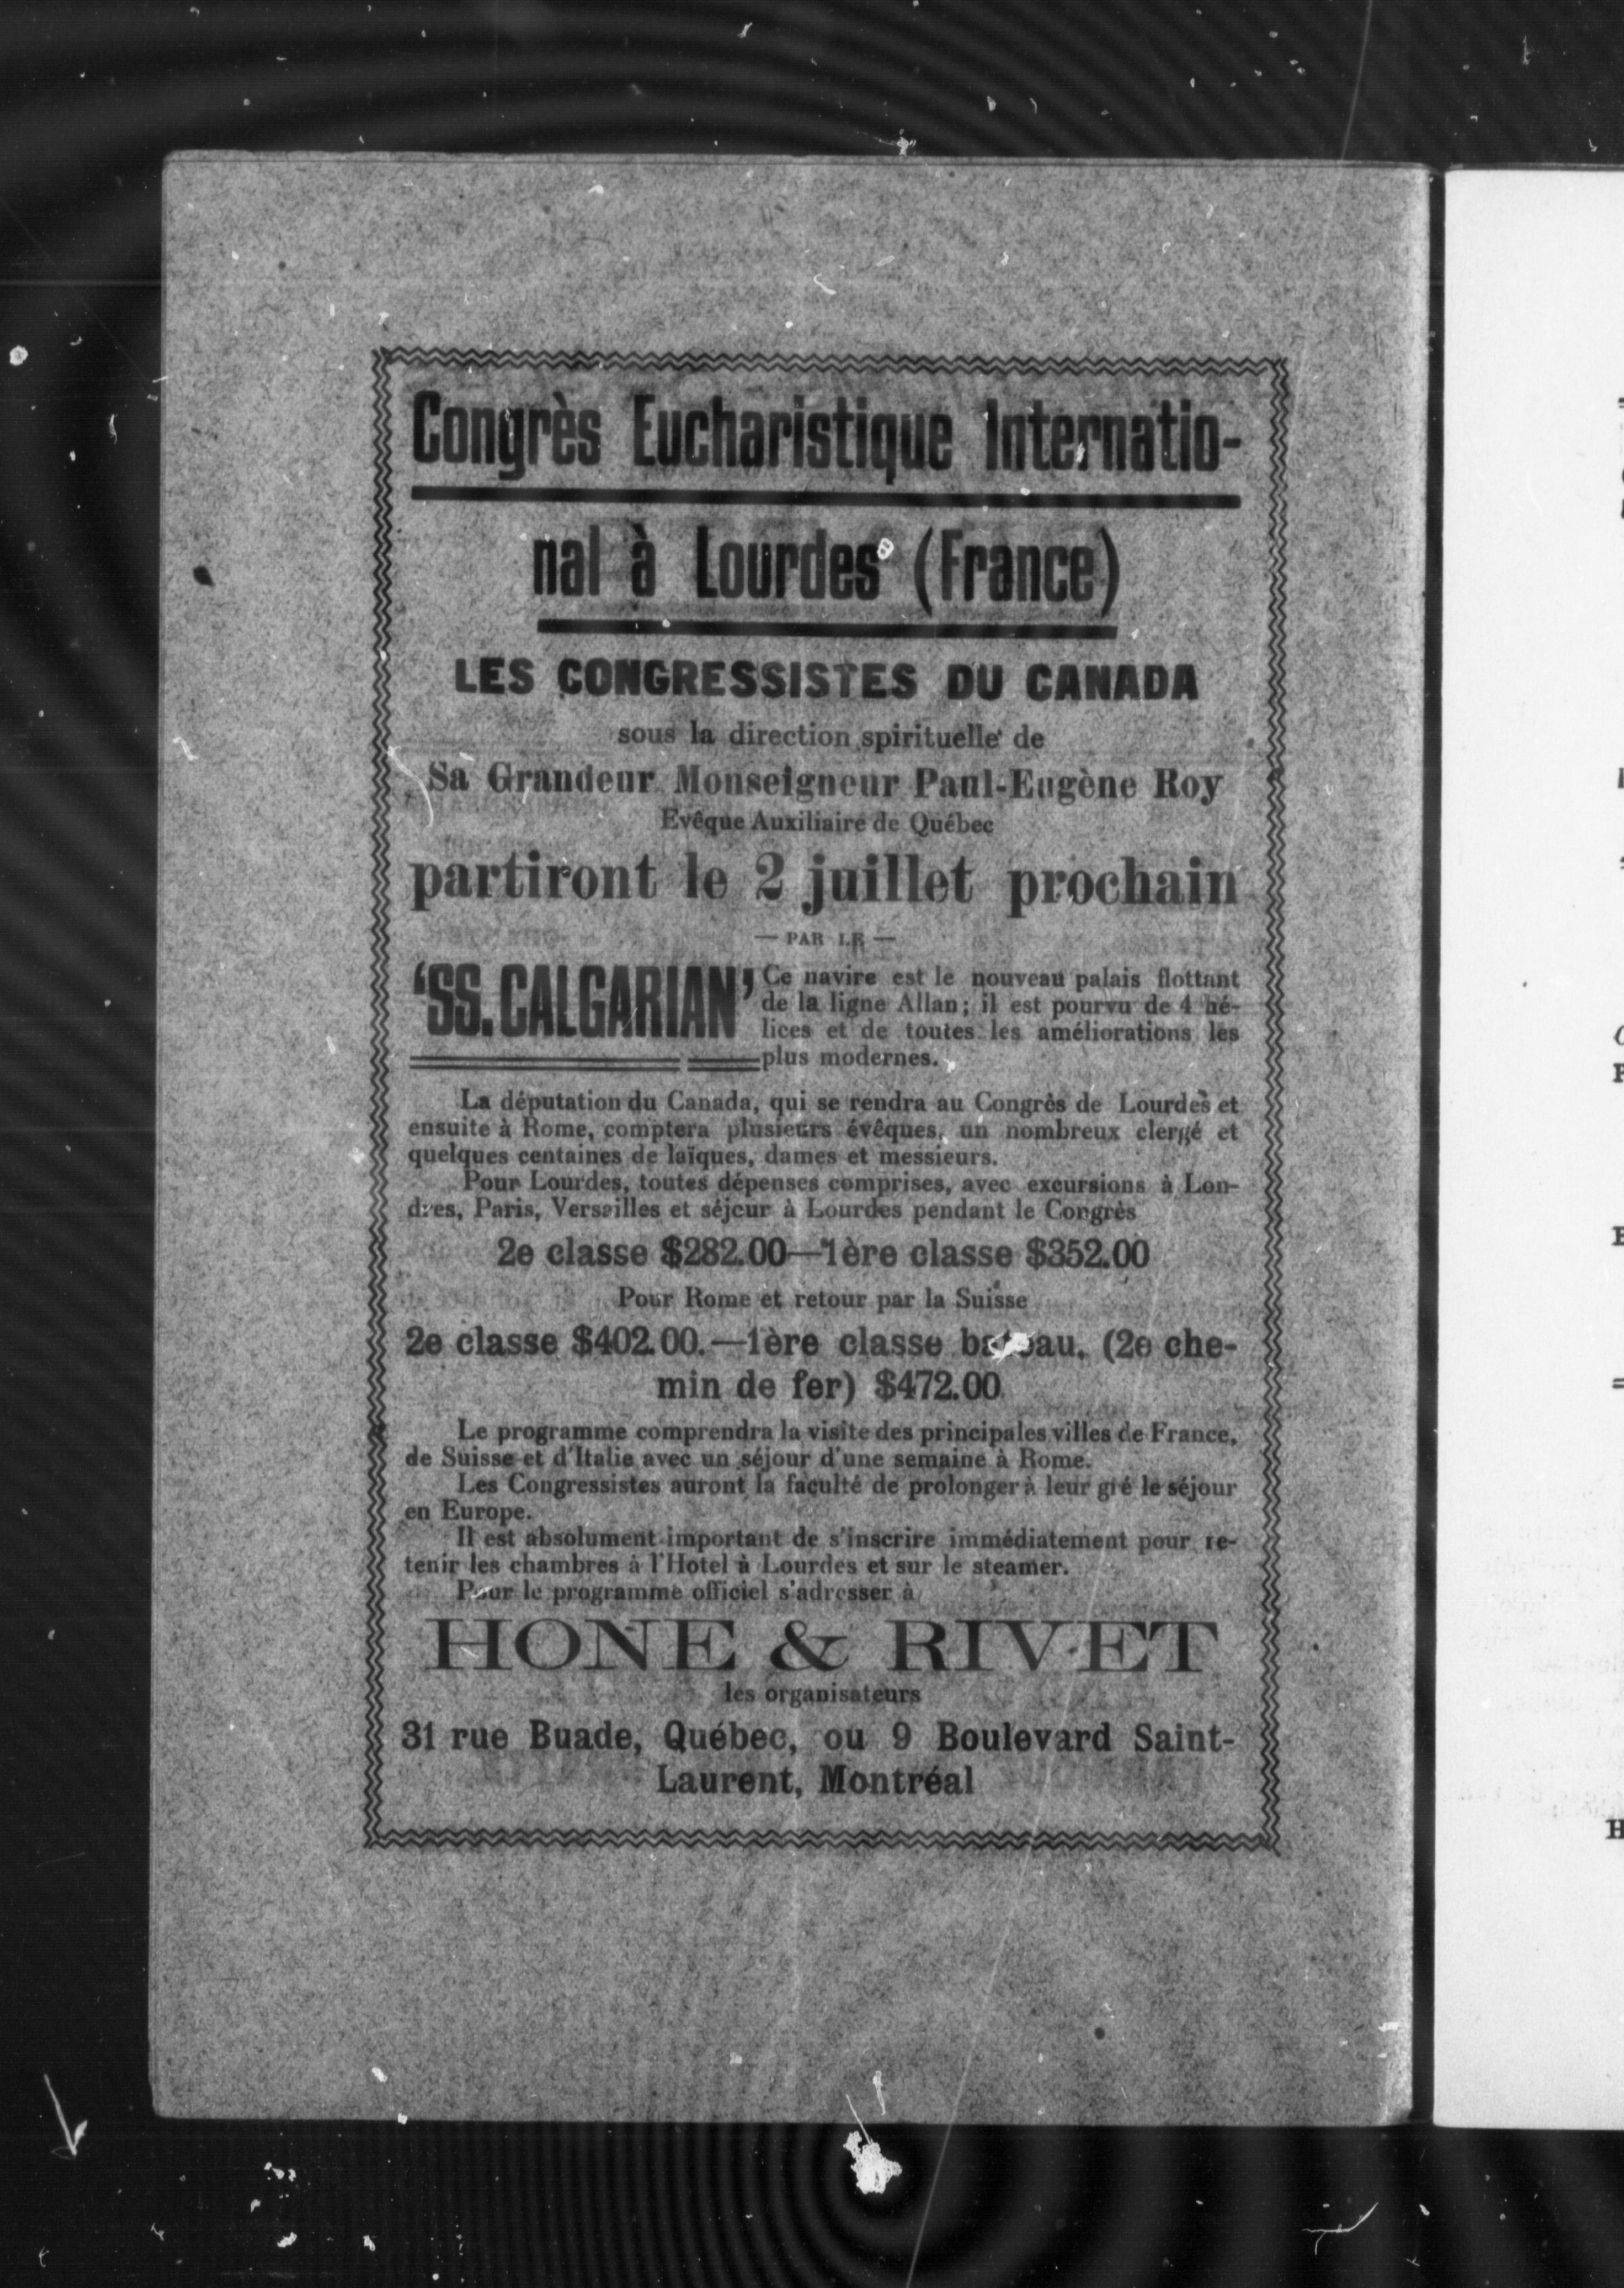 Congrès Eucharistique Internatio-
nal à Lourdes (France)
LES CONGRESSISTES DU CANADA
sous la direction spirituelle de
Sa Grandeur Monseigneur Paul-Eugène Roy
Evêque Auxiliaire de Québec
partiront le 2 juillet prochain
— PAR LE —
‘SS. CALGARIAN’
Ce navire est le nouveau palais flottant
de la ligne Allan; il est pourvu de 4 hé-
lices et de toutes les améliorations les
plus modernes.
La députation du Canada, qui se rendra au Congrès de Lourdes et
ensuite à Rome, comptera plusieurs évêques, un nombreux clergé et
quelques centaines de laïques, dames et messieurs.
Pour Lourdes, toutes dépenses comprises, avec excursions à Lon-
dres, Paris, Versailles et séjour à Lourdes pendant le Congrès
2e classe $282.00—1ère classe $352.00
Pour Rome et retour par la Suisse
2e classe $402.00.—1ère classe bateau, (2e che-
min de fer) $472.00
Le programme comprendra la visite des principales villes de France,
de Suisse et d'Italie avec un séjour d'une semaine à Rome.
Les Congressistes auront la faculté de prolonger à leur gré le séjour
en Europe.
Il est absolument important de s'inscrire immédiatement pour re-
tenir les chambres à l'Hotel à Lourdes et sur le steamer.
Pour le programme officiel s'adresser à
HONE & RIVET
les organisateurs
31 rue Buade, Québec, ou 9 Boulevard Saint-
Laurent, Montréal